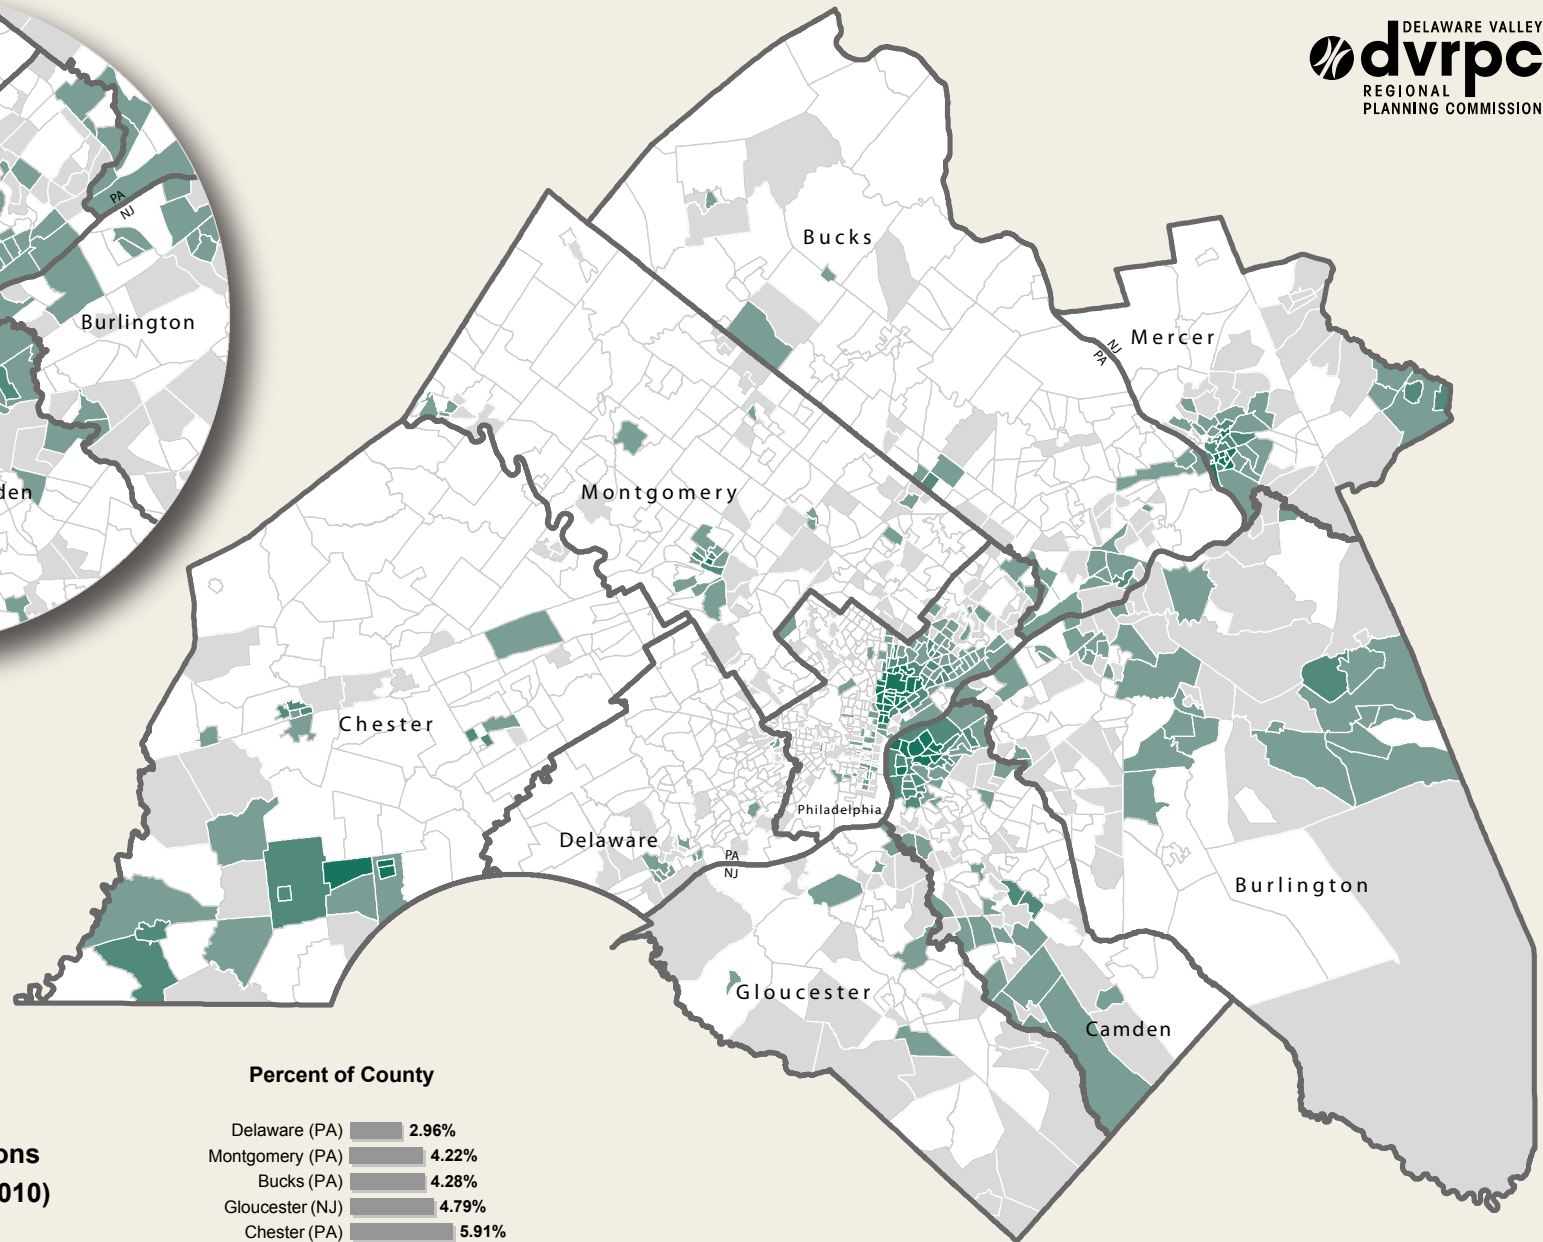 DELAWARE VALLEY
dvrpc
REGIONAL
PLANNING COMMISSION
PA
NJ
Burlington
den
Bucks
Mercer
NJ
PA
Montgomery
Chester
Philadelphia
Delaware
PA
NJ
Burlington
Gloucester
Camden
Percent of County
Delaware (PA) 2.96%
Montgomery (PA) 4.22%
Bucks (PA) 4.28%
Gloucester (NJ) 4.79%
Chester (PA) 5.91%
ons
010)